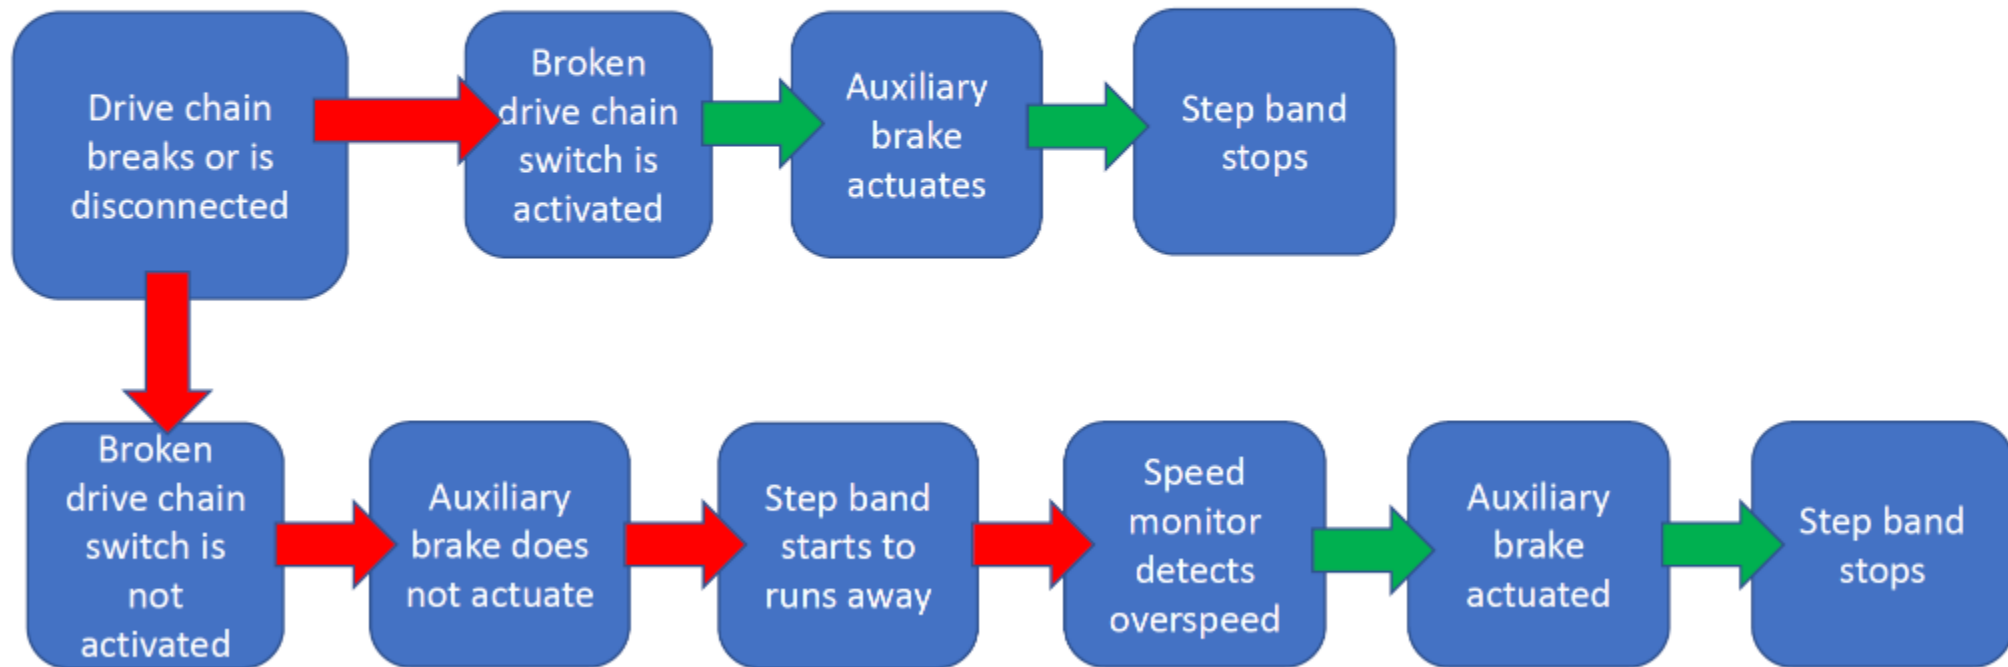 Drive chain
breaks or is
disconnected
Broken
drive chain
switch is
activated
Auxiliary
brake
actuates
Step band
stops
Broken
drive chain
switch is
not
activated
Auxiliary
brake does
not actuate
Step band
starts to
runs away
Speed
monitor
detects
overspeed
Auxiliary
brake
actuated
Step band
stops